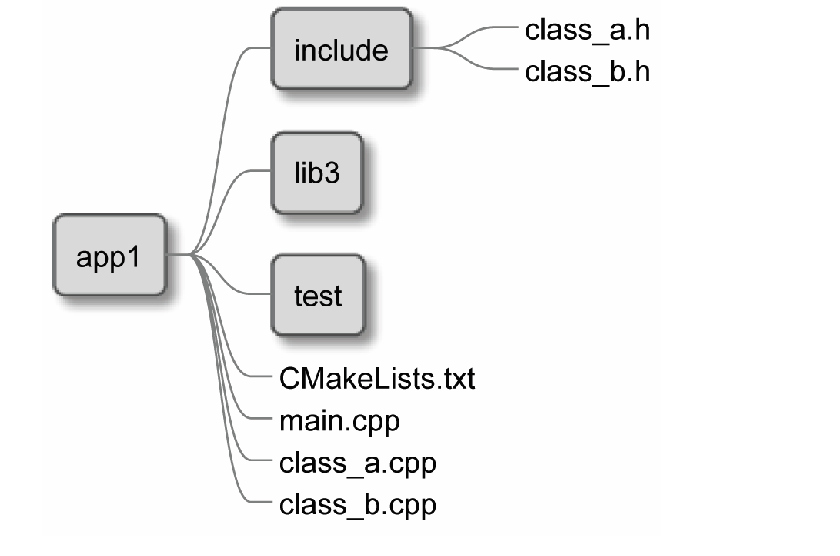 include
class_a.h
class_b.h
lib3
app1
test
CMakeLists.txt
main.cpp
class_a.cpp
class_b.cpp